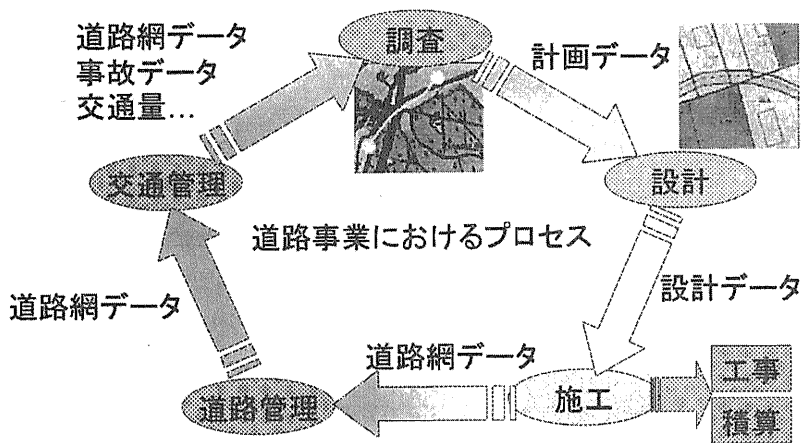 道路網データ
事故データ
交通量...
調査
計画データ
交通管理
設計
道路事業におけるプロセス
道路網データ
設計データ
道路網データ
道路管理
施工
工事
積算